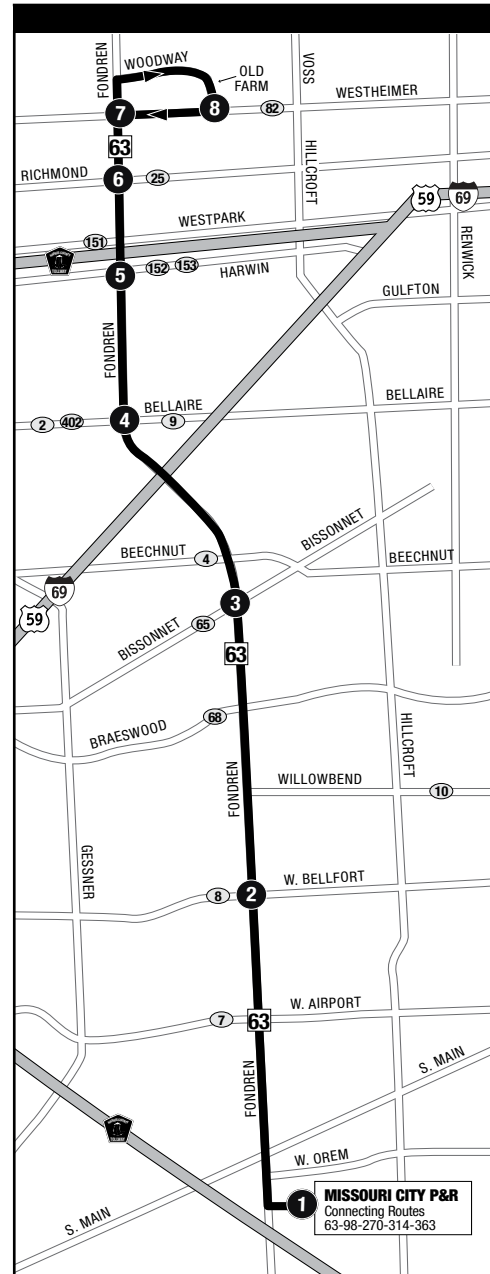 FONDREN
WOODWAY
OLD
FARM
VOSS
7
8
82
WESTHEIMER
63
HILLCROFT
RICHMOND
6
25
59
69
WESTPARK
151
RENWICK
5
152
153
HARWIN
GULFTON
FONDREN
4
BELLAIRE
BELLAIRE
2
402
9
BEECHNUT
4
BISSONNET
BEECHNUT
69
59
3
65
BISSONNET
63
68
BRAESWOOD
HILLCROFT
FONDREN
WILLOWBEND
10
GESSNER
8
2
W. BELLFORT
7
63
W. AIRPORT
FONDREN
S. MAIN
W. OREM
S. MAIN
1
MISSOURI CITY P&R
Connecting Routes
63-98-270-314-363